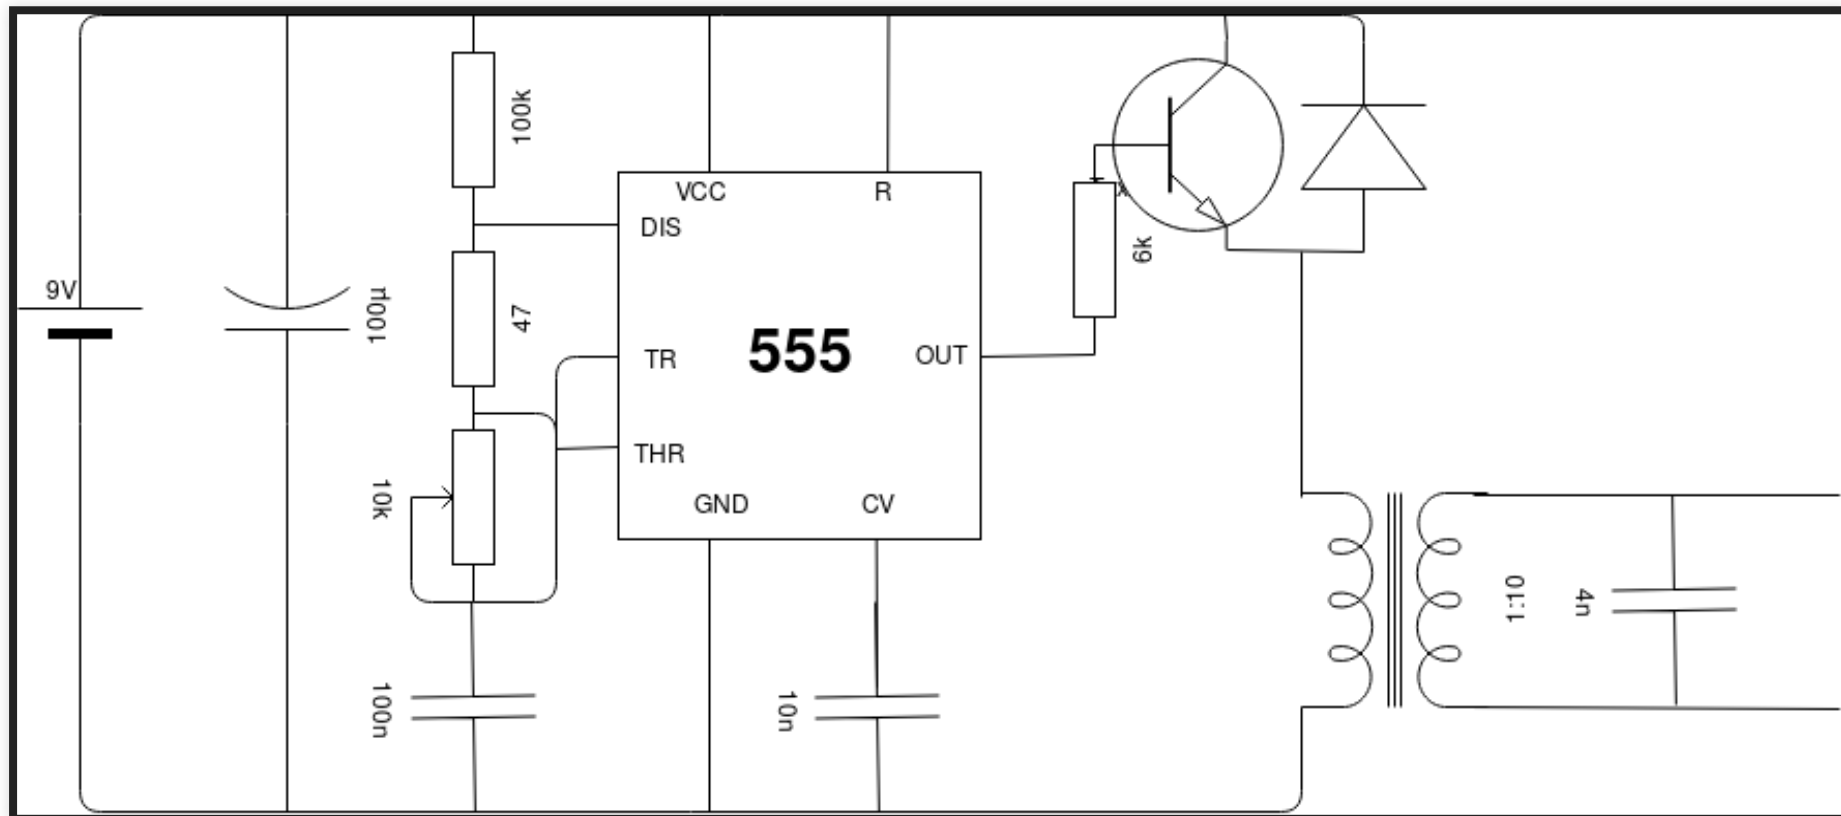 9V
100µ
100k
47
10k
100n
VCC
R
DIS
TR
THR
GND
CV
OUT
555
10n
6k
1:10
4n